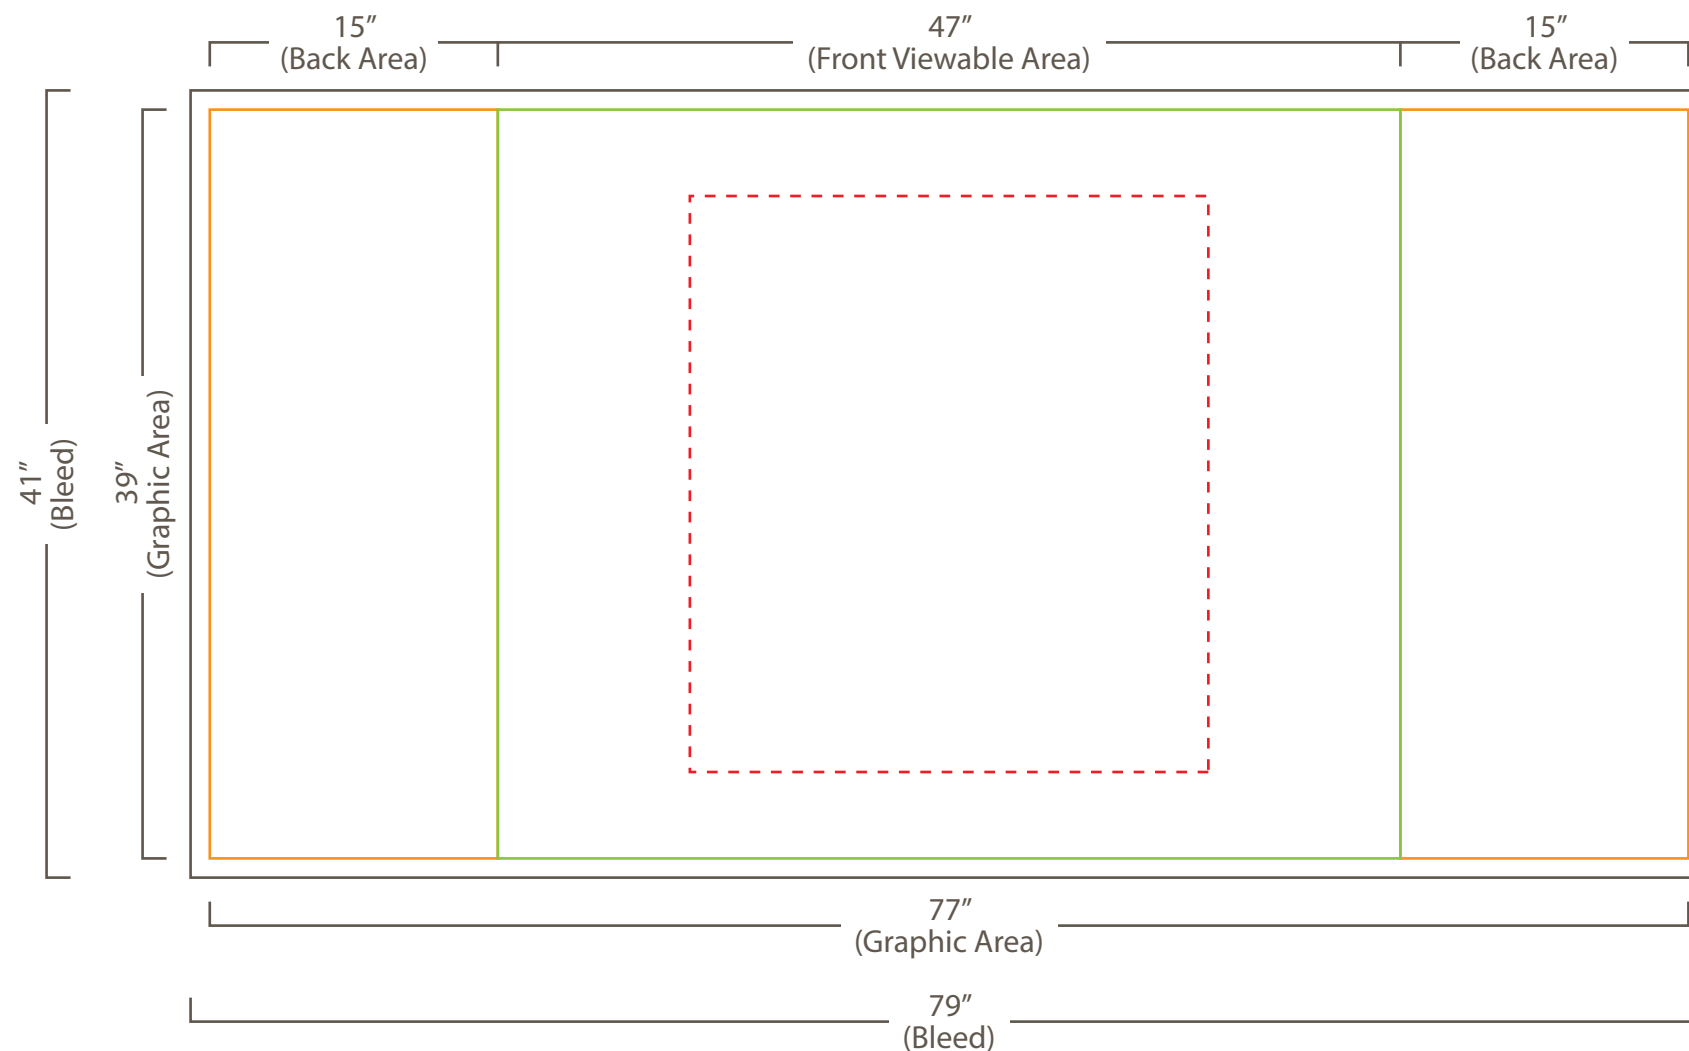 15”
(Back Area)
47”
(Front Viewable Area)
15”
(Back Area)
41”
(Bleed)
39”
(Graphic Area)
77”
(Graphic Area)
79”
(Bleed)